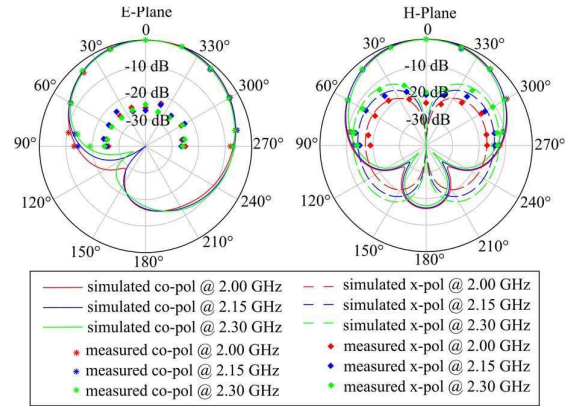 E-Plane
H-Plane
0
30°
330°
60°
300°
90°
270°
120°
240°
150°
210°
180°
-10 dB
-20 dB
-30 dB
0
30°
330°
60°
300°
90°
270°
120°
240°
150°
210°
180°
-10 dB
-20 dB
-30 dB
simulated co-pol @ 2.00 GHz
simulated co-pol @ 2.15 GHz
simulated co-pol @ 2.30 GHz
measured co-pol @ 2.00 GHz
measured co-pol @ 2.15 GHz
measured co-pol @ 2.30 GHz
simulated x-pol @ 2.00 GHz
simulated x-pol @ 2.15 GHz
simulated x-pol @ 2.30 GHz
measured x-pol @ 2.00 GHz
measured x-pol @ 2.15 GHz
measured x-pol @ 2.30 GHz